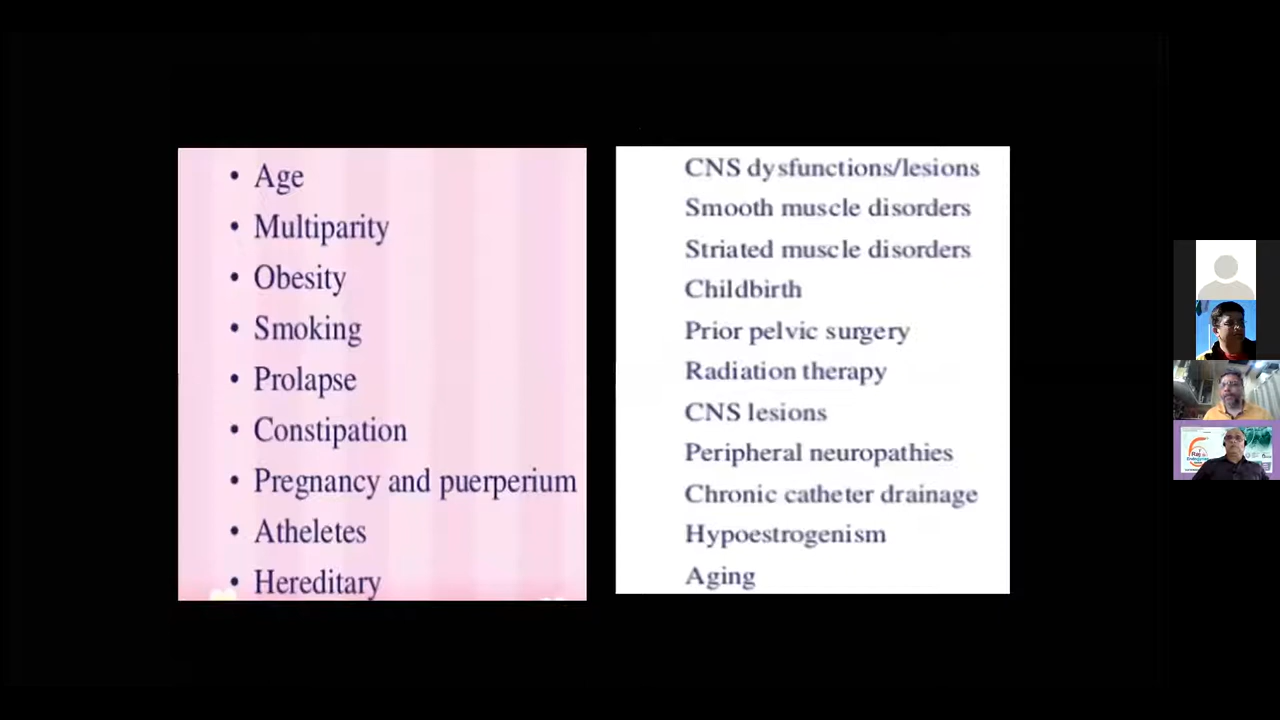 • Age
• Multiparity
• Obesity
• Smoking
• Prolapse
• Constipation
• Pregnancy and puerperium
• Atheletes
• Hereditary
CNS dysfunctions/lesions
Smooth muscle disorders
Striated muscle disorders
Childbirth
Prior pelvic surgery
Radiation therapy
CNS lesions
Peripheral neuropathies
Chronic catheter drainage
Hypoestrogenism
Aging